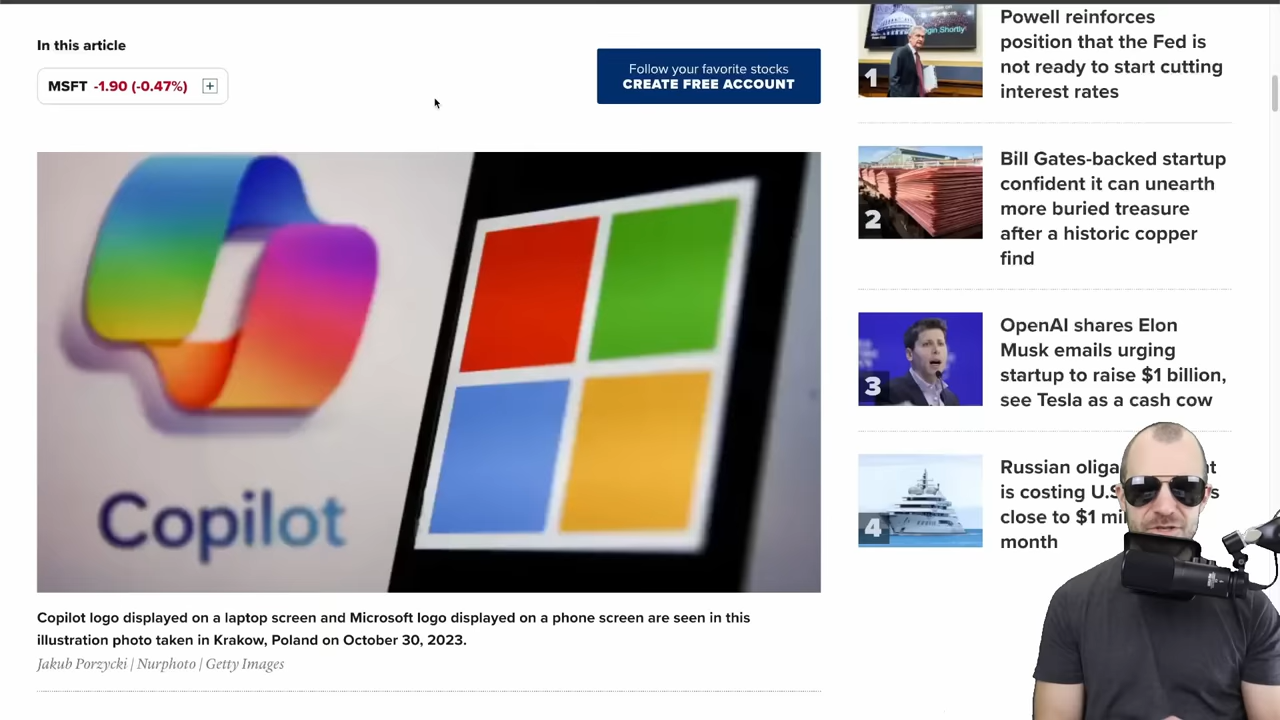 In this article
MSFT -1.90 (-0.47%)
Follow your favorite stocks
CREATE FREE ACCOUNT
Copilot
Copilot logo displayed on a laptop screen and Microsoft logo displayed on a phone screen are seen in this
illustration photo taken in Krakow, Poland on October 30, 2023.
Jakub Porzycki | Nurphoto | Getty Images
1
Powell reinforces
position that the Fed is
not ready to start cutting
interest rates
2
Bill Gates-backed startup
confident it can unearth
more buried treasure
after a historic copper
find
3
OpenAI shares Elon
Musk emails urging
startup to raise $1 billion,
see Tesla as a cash cow
4
Russian
is costing U.S.
close to $1
month